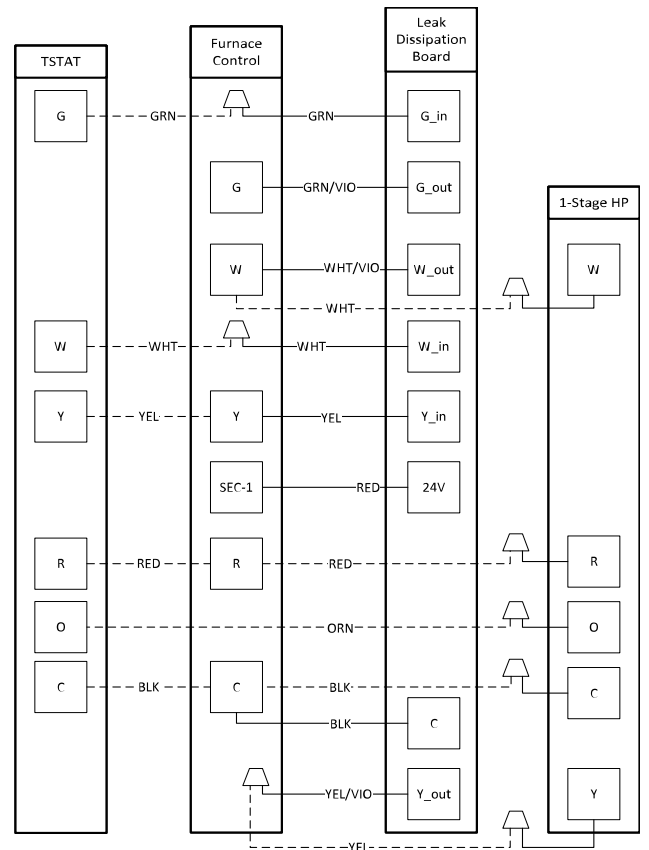 Leak
Dissipation
Board
Furnace
Control
TSTAT
1-Stage HP
G
GRN
GRN
G_in
G
GRN/VIO
G_out
W
WHT/VIO
W_out
W
WHT
W
WHT
WHT
W_in
Y
YEL
Y
YEL
Y_in
SEC-1
RED
24V
R
RED
R
RED
R
O
ORN
O
C
BLK
C
BLK
C
BLK
C
YEL/VIO
Y_out
Y
YEL